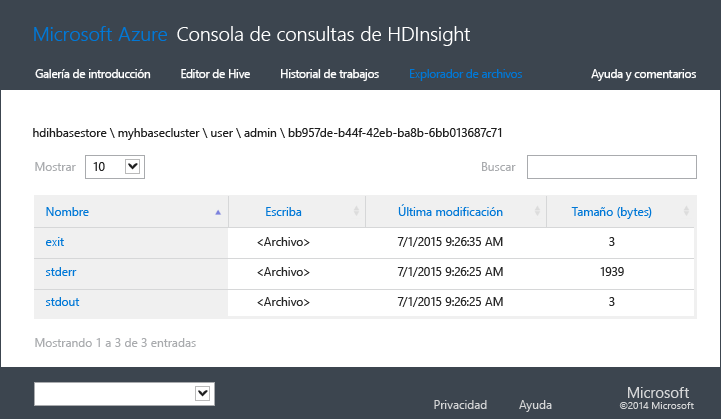 Microsoft Azure Consola de consultas de HDInsight
Galería de introducción Editor de Hive Historial de trabajos Explorador de archivos Ayuda y comentarios
hdihbasestore \ myhbasecluster \ user \ admin \ bb957de-b44f-42eb-ba8b-6bb013687c71
Mostrar 10 Buscar
Nombre Escriba Última modificación Tamaño (bytes)
exit <Archivo> 7/1/2015 9:26:35 AM 3
stderr <Archivo> 7/1/2015 9:26:25 AM 1939
stdout <Archivo> 7/1/2015 9:26:25 AM 3
Mostrando 1 a 3 de 3 entradas
Privacidad Ayuda Microsoft
©2014 Microsoft